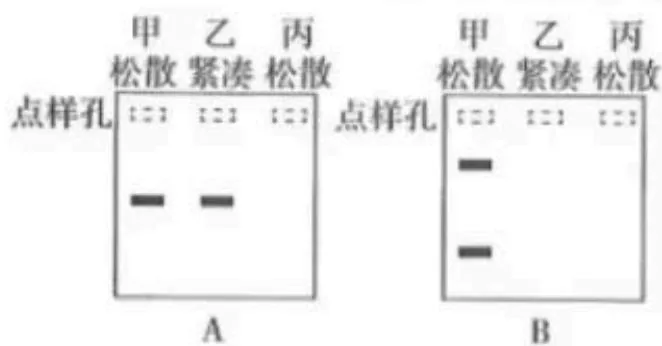 甲 乙 丙
松散 紧凑 松散
点样孔
A
甲 乙 丙
松散 紧凑 松散
点样孔
B